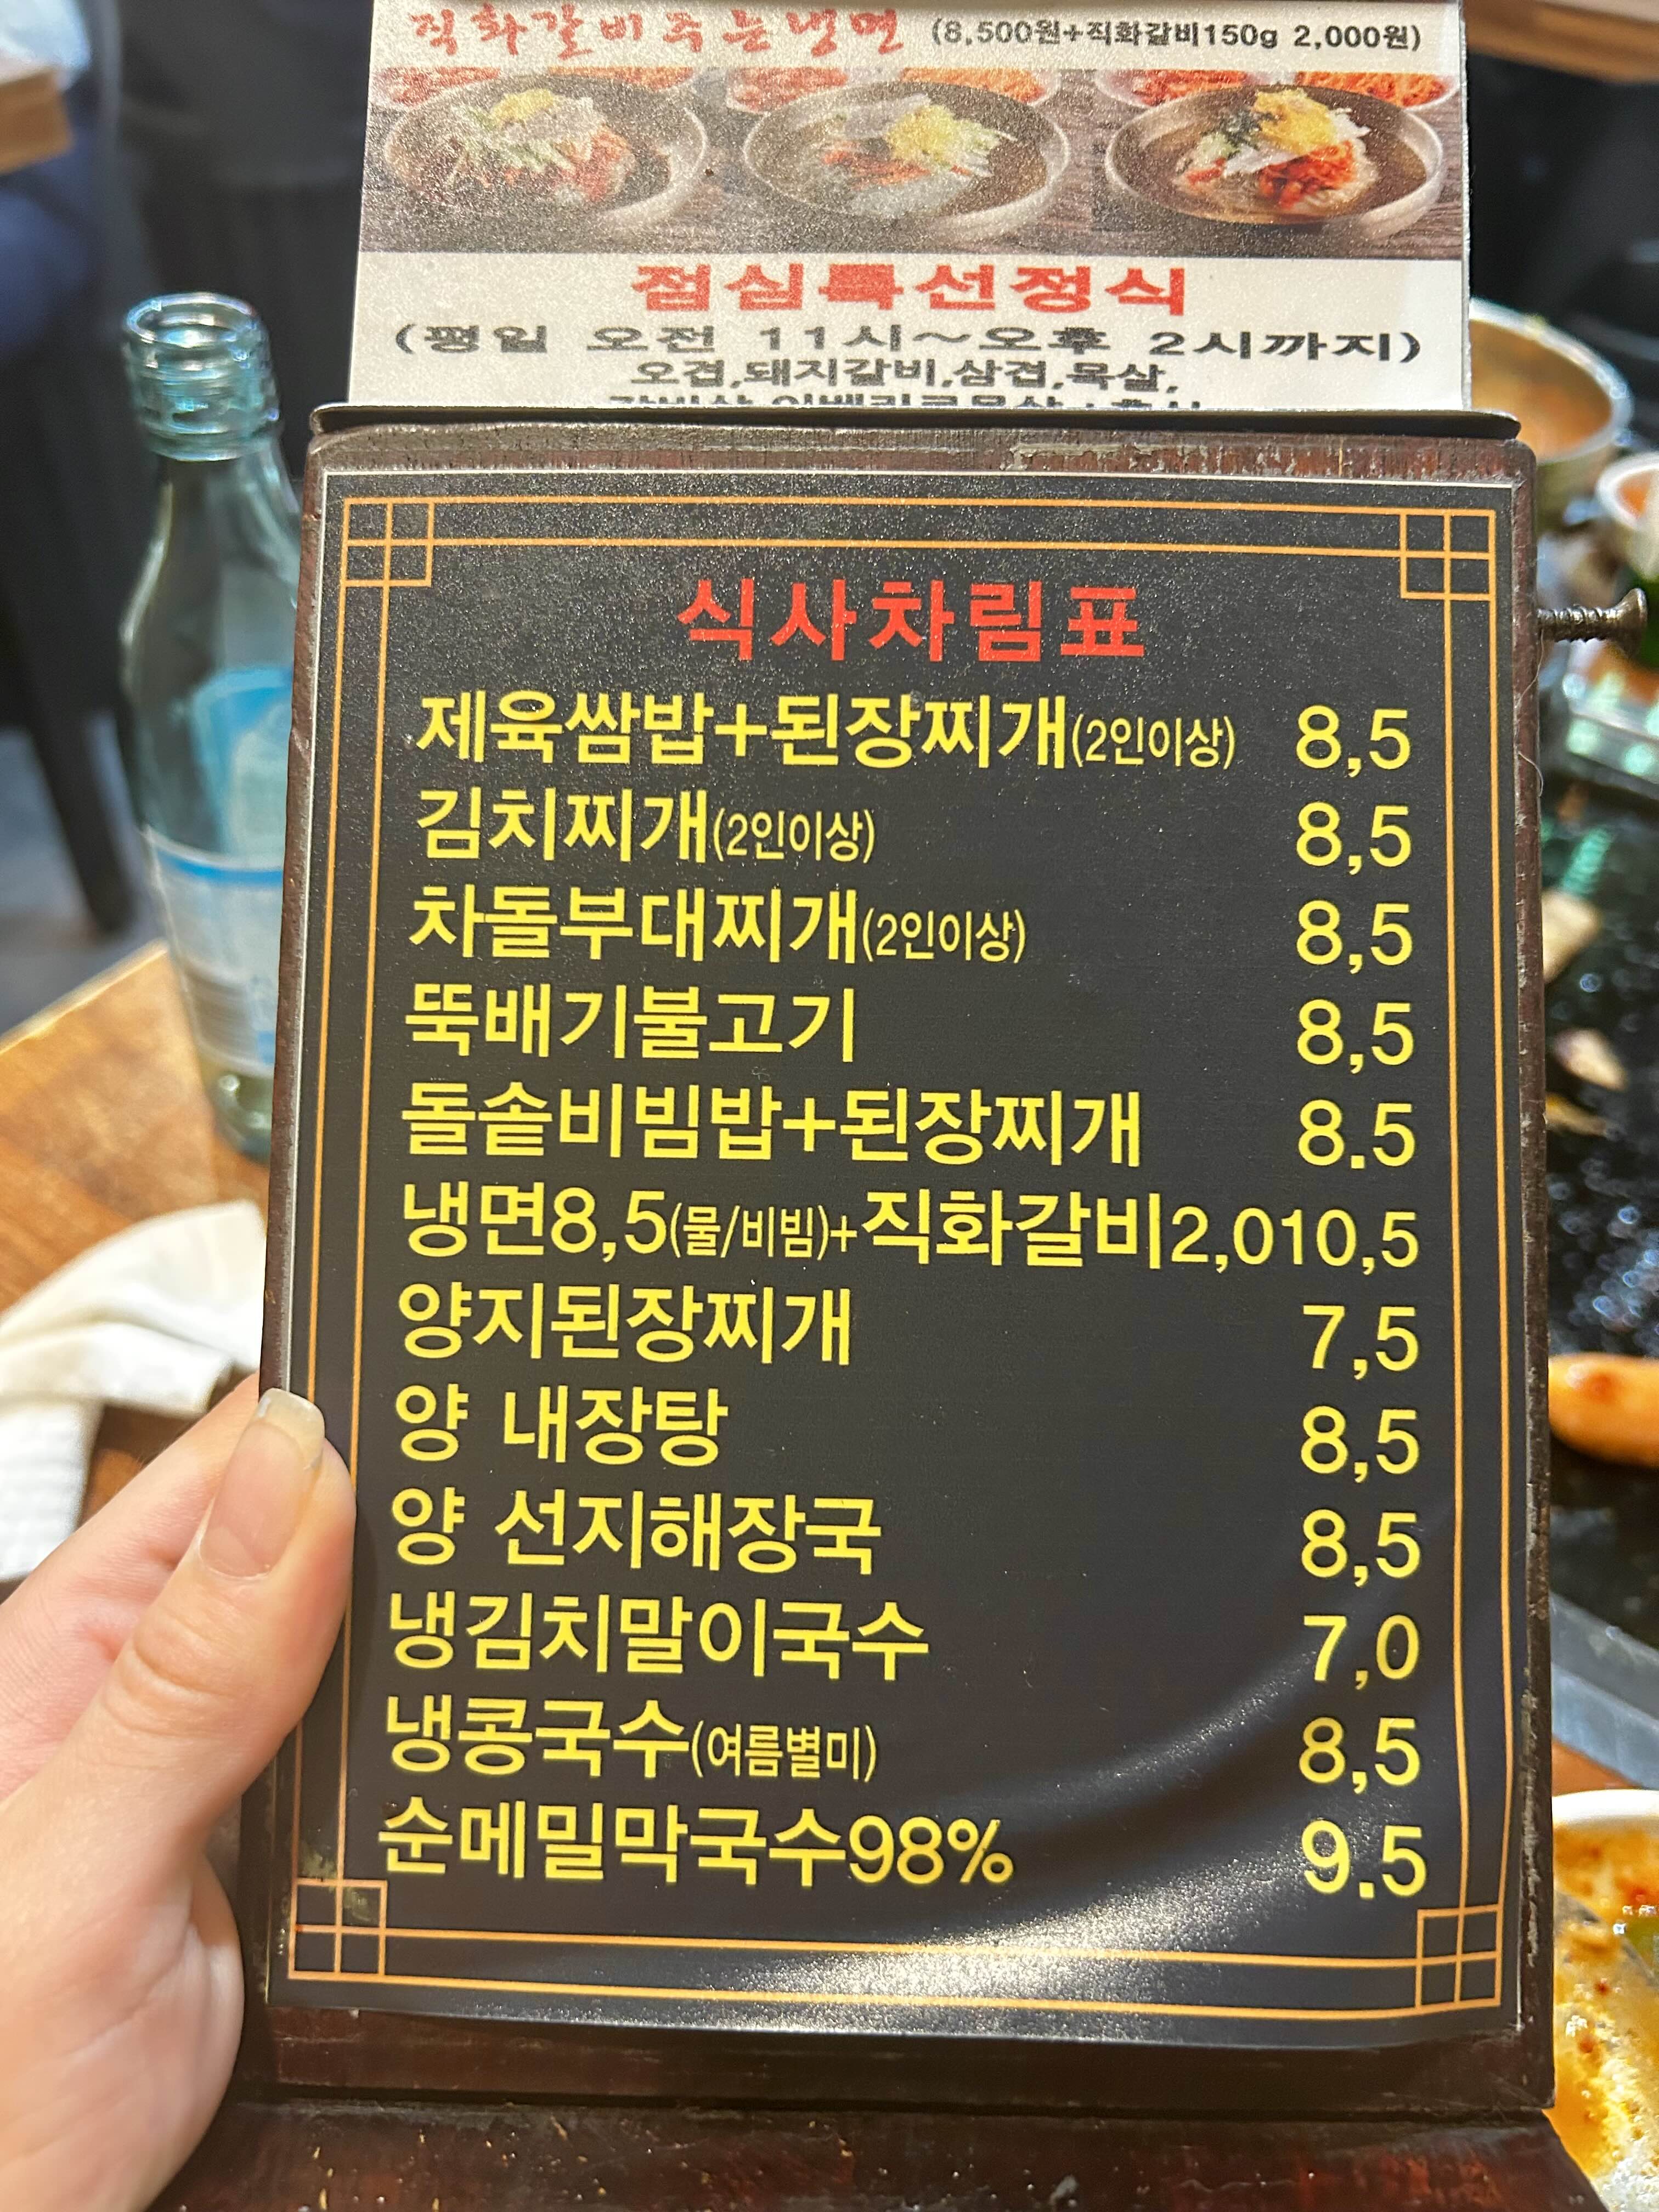 직화갈비주는냉면 (8,500원+직화갈비150g 2,000원)
점심특선정식
(평일 오전 11시~오후 2시까지)
오겹,돼지갈비,삼겹,목살,
식사차림표
제육쌈밥+된장찌개(2인이상) 8,5
김치찌개(2인이상) 8,5
차돌부대찌개(2인이상) 8,5
뚝배기불고기 8,5
돌솥비빔밥+된장찌개 8.5
냉면8,5(물/비빔)+직화갈비2,010,5
양지된장찌개 7,5
양 내장탕 8,5
양 선지해장국 8,5
냉김치말이국수 7,0
냉콩국수(여름별미) 8,5
순메밀막국수98% 9.5